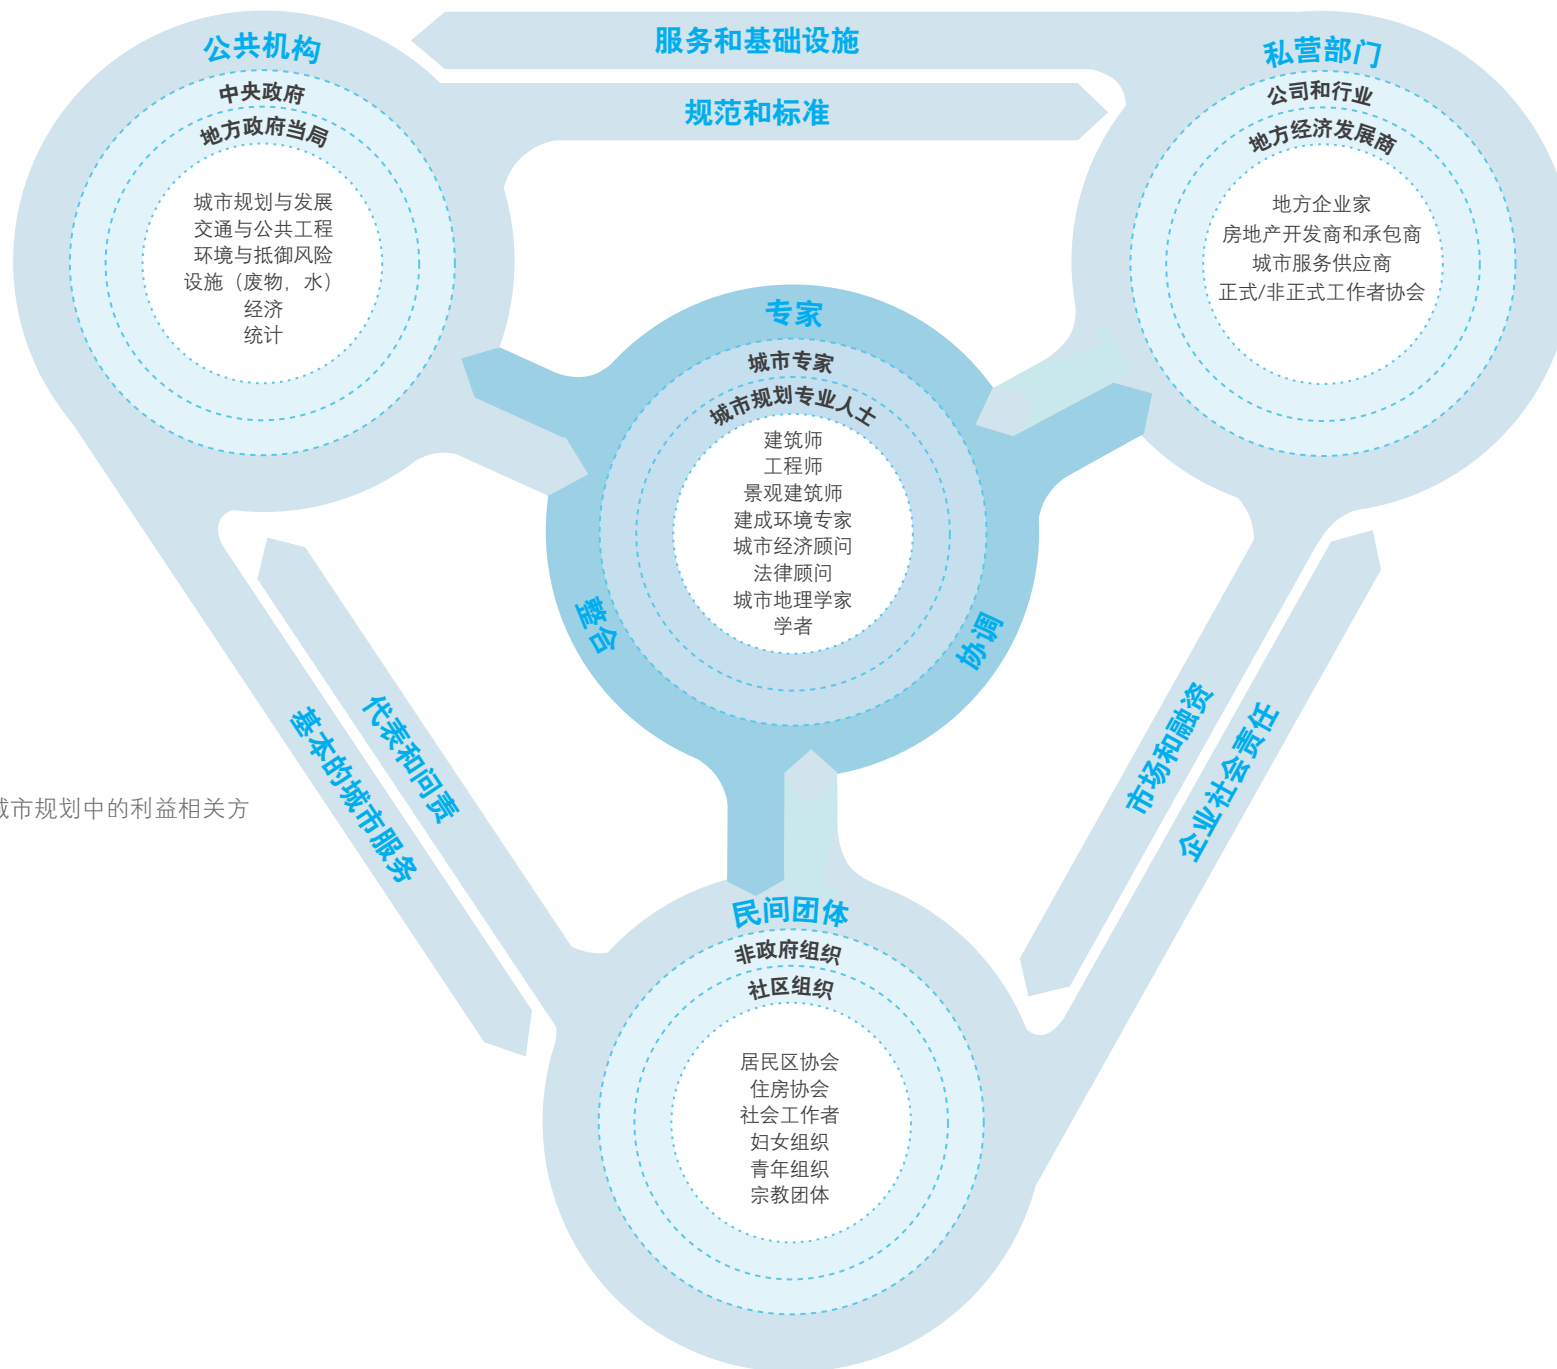 公共机构
中央政府
地方政府当局
城市规划与发展
交通与公共工程
环境与抵御风险
设施（废物，水）
经济
统计
服务和基础设施
规范和标准
私营部门
公司和行业
地方经济发展商
地方企业家
房地产开发商和承包商
城市服务供应商
正式/非正式工作者协会
专家
城市专家
城市规划专业人士
建筑师
工程师
景观建筑师
建成环境专家
城市经济顾问
法律顾问
城市地理学家
学者
整合
协调
代表和问责
基本的城市服务
市场和融资
企业社会责任
城市规划中的利益相关方
民间团体
非政府组织
社区组织
居民区协会
住房协会
社会工作者
妇女组织
青年组织
宗教团体